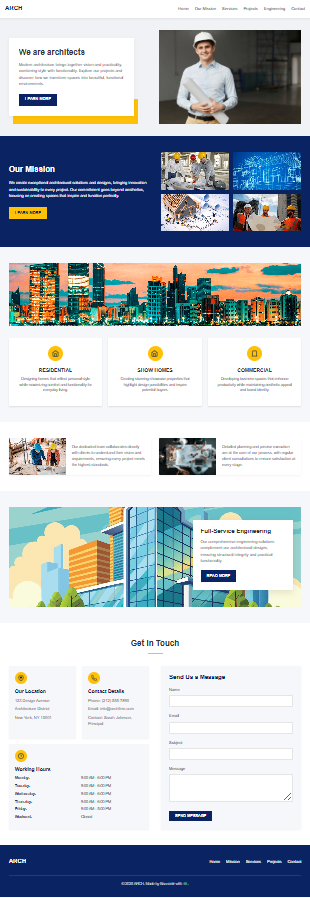 ARCH
Home Our Mission Services Projects Engineering Contact
We are architects
Modern architecture brings together vision and practicality,
combining style with functionality. Explore our projects and
discover how we transform spaces into beautiful, functional
environments.
LEARN MORE
Our Mission
We create exceptional architectural solutions and designs, bringing innovation
and sustainability to every project. Our commitment goes beyond aesthetics,
focusing on creating spaces that inspire and function perfectly.
LEARN MORE
RESIDENTIAL
Designing homes that reflect personal style
while maximizing comfort and functionality for
everyday living.
SHOW HOMES
Creating stunning showcase properties that
highlight design possibilities and inspire
potential buyers.
COMMERCIAL
Developing business spaces that enhance
productivity while maintaining aesthetic appeal
and brand identity.
Our dedicated team collaborates closely
with clients to understand their vision and
requirements, ensuring every project meets
the highest standards.
Detailed planning and precise execution
are at the core of our process, with regular
client consultations to ensure satisfaction at
every stage.
Full-Service Engineering
Our comprehensive engineering solutions
complement our architectural designs,
ensuring structural integrity and practical
functionality.
READ MORE
Get In Touch
Our Location
123 Design Avenue
Architecture District
New York, NY 10001
Contact Details
Phone: (212) 555-7890
Email: info@archfirm.com
Contact: Sarah Johnson,
Principal
Working Hours
Monday: 9:00 AM - 6:00 PM
Tuesday: 9:00 AM - 6:00 PM
Wednesday: 9:00 AM - 6:00 PM
Thursday: 9:00 AM - 6:00 PM
Friday: 9:00 AM - 5:00 PM
Weekend: Closed
Send Us a Message
Name
Email
Subject
Message
SEND MESSAGE
ARCH
Home Mission Services Projects Contact
©2025 ARCH. Made by with